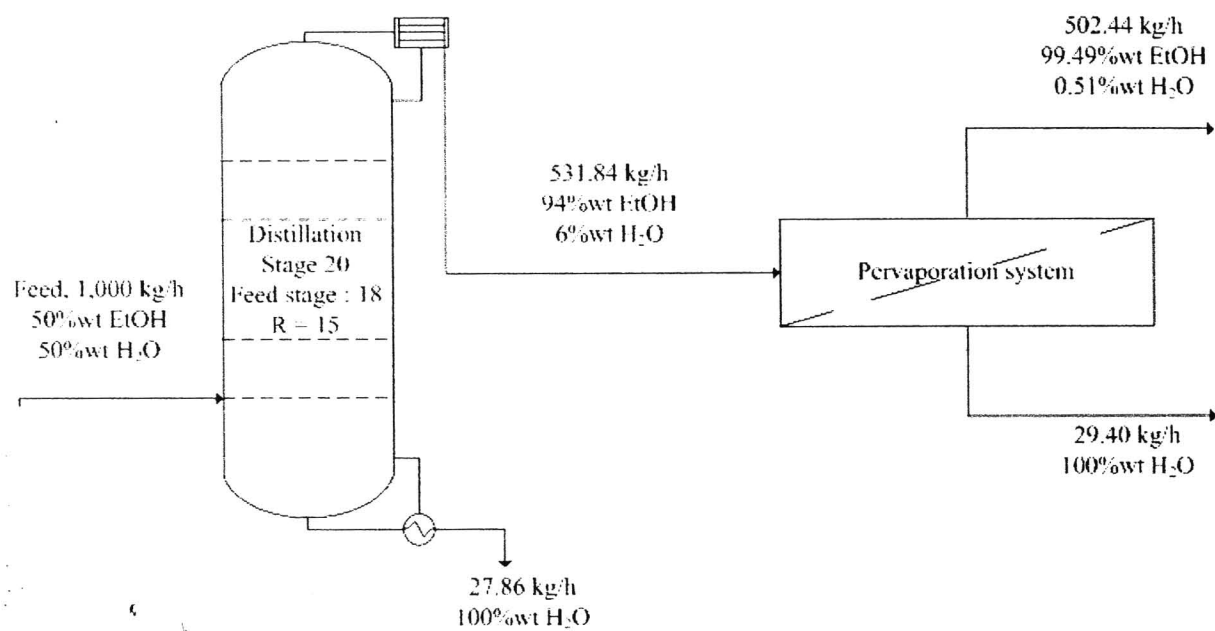 502.44 kg/h
99.49%wt EtOH
0.51%wt H₂O
531.84 kg/h
94%wt EtOH
6%wt H₂O
Distillation
Stage 20
Feed stage : 18
R = 15
Pervaporation system
Feed, 1,000 kg/h
50%wt EtOH
50%wt H₂O
29.40 kg/h
100%wt H₂O
27.86 kg/h
100%wt H₂O